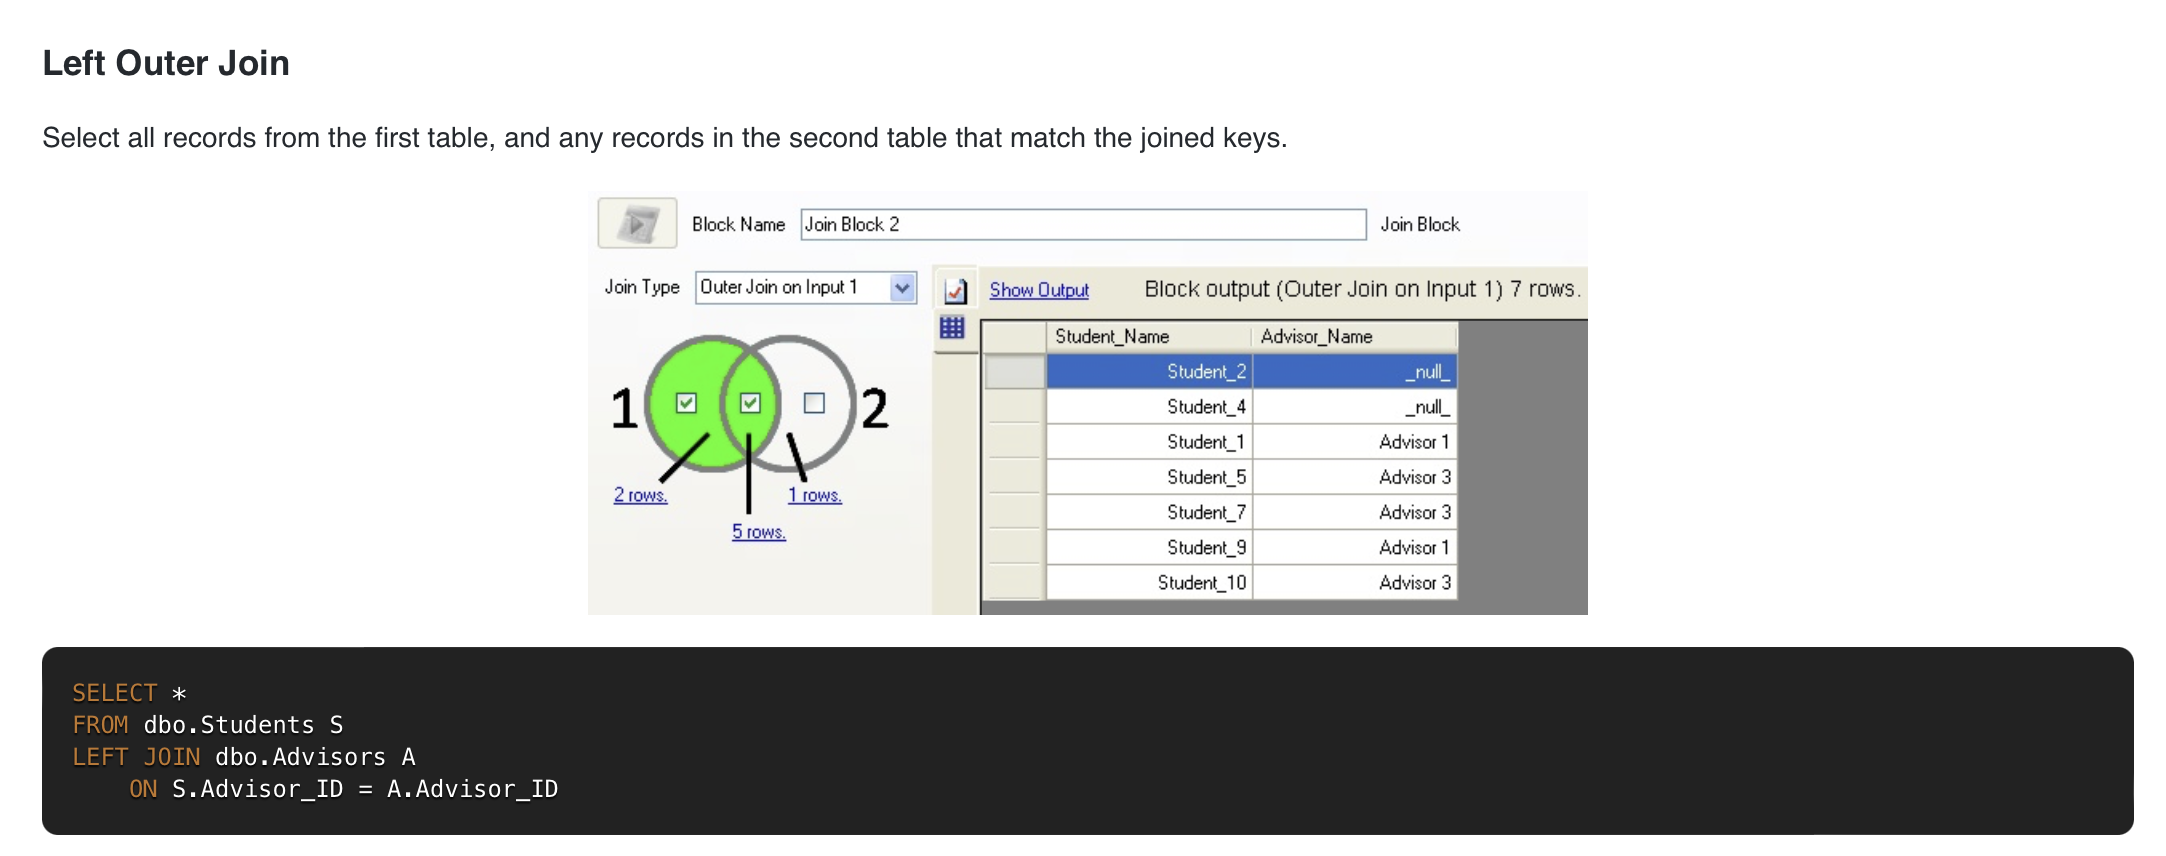 Left Outer Join
Select all records from the first table, and any records in the second table that match the joined keys.
Block Name Join Block 2 Join Block
Join Type Outer Join on Input 1
Show Output Block output (Outer Join on Input 1) 7 rows.
1 2
2 rows. 1 rows.
5 rows.
Student_Name Advisor_Name
Student_2 _null_
Student_4 _null_
Student_1 Advisor 1
Student_5 Advisor 3
Student_7 Advisor 3
Student_9 Advisor 1
Student_10 Advisor 3
SELECT *
FROM dbo.Students S
LEFT JOIN dbo.Advisors A
    ON S.Advisor_ID = A.Advisor_ID